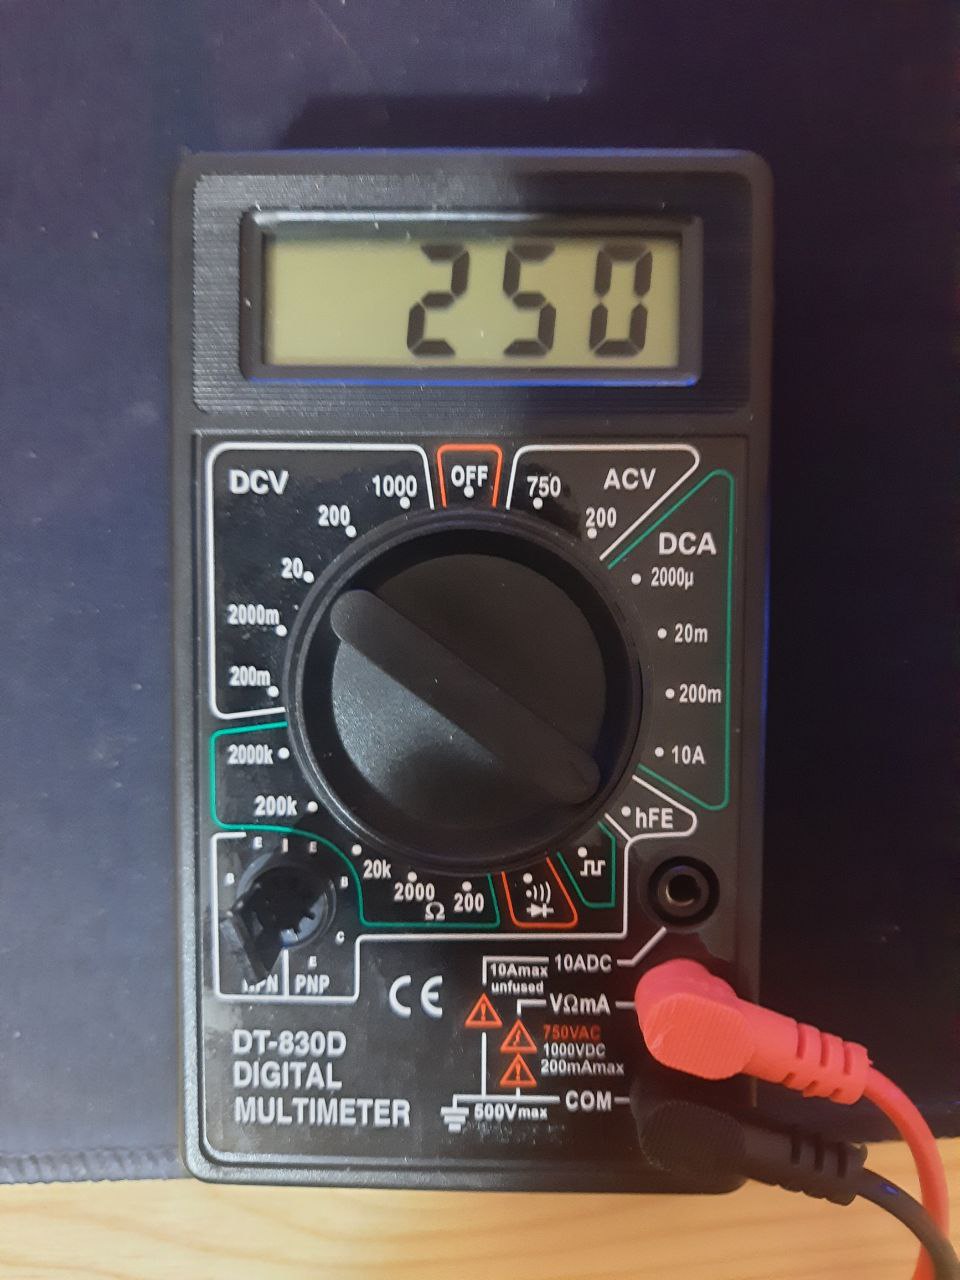 250
OFF
DCV
1000
750
ACV
200
200
DCA
20
2000µ
2000m
20m
200m
200m
2000k
10A
200k
hFE
E
E
20k
B
B
2000
200
Ω
C
E
10ADC
10Amax
unfused
NPN
PNP
CE
VΩmA
DT-830D
DIGITAL
MULTIMETER
750VAC
1000VDC
200mAmax
COM
500Vmax